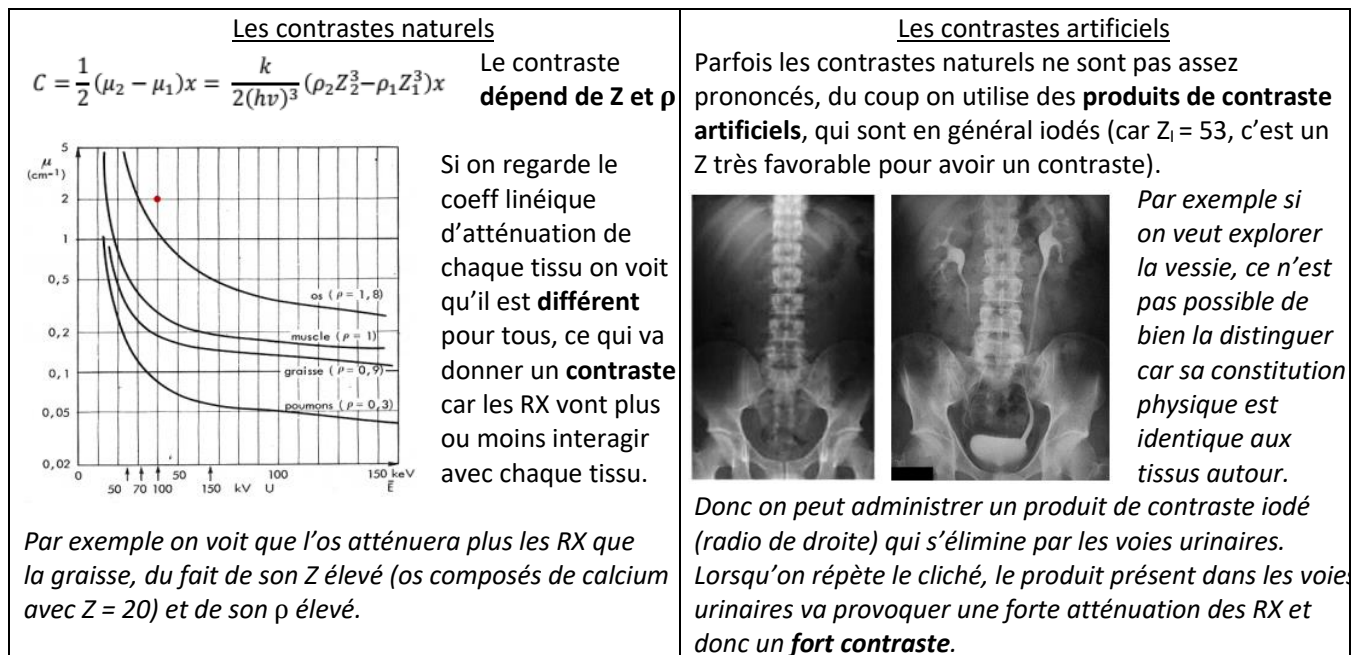 Les contrastes naturels
C = 1/2 (μ₂ − μ₁)x = k/2(hv)³ (ρ₂Z₂³−ρ₁Z₁³)x
Le contraste
dépend de Z et ρ
5
μ
(cm-1)
2
1
0,5
0,2
0,1
0,05
0,02
os (ρ = 1,8)
muscle (ρ = 1)
graisse (ρ = 0,9)
poumons (ρ = 0,3)
0 50 100 150 keV
50 70 100 150 kV U Ē
Si on regarde le
coeff linéique
d’atténuation de
chaque tissu on voit
qu’il est différent
pour tous, ce qui va
donner un contraste
car les RX vont plus
ou moins interagir
avec chaque tissu.
Par exemple on voit que l’os atténuera plus les RX que
la graisse, du fait de son Z élevé (os composés de calcium
avec Z = 20) et de son ρ élevé.
Les contrastes artificiels
Parfois les contrastes naturels ne sont pas assez
prononcés, du coup on utilise des produits de contraste
artificiels, qui sont en général iodés (car ZI = 53, c’est un
Z très favorable pour avoir un contraste).
Par exemple si
on veut explorer
la vessie, ce n’est
pas possible de
bien la distinguer
car sa constitution
physique est
identique aux
tissus autour.
Donc on peut administrer un produit de contraste iodé
(radio de droite) qui s’élimine par les voies urinaires.
Lorsqu’on répète le cliché, le produit présent dans les voies
urinaires va provoquer une forte atténuation des RX et
donc un fort contraste.